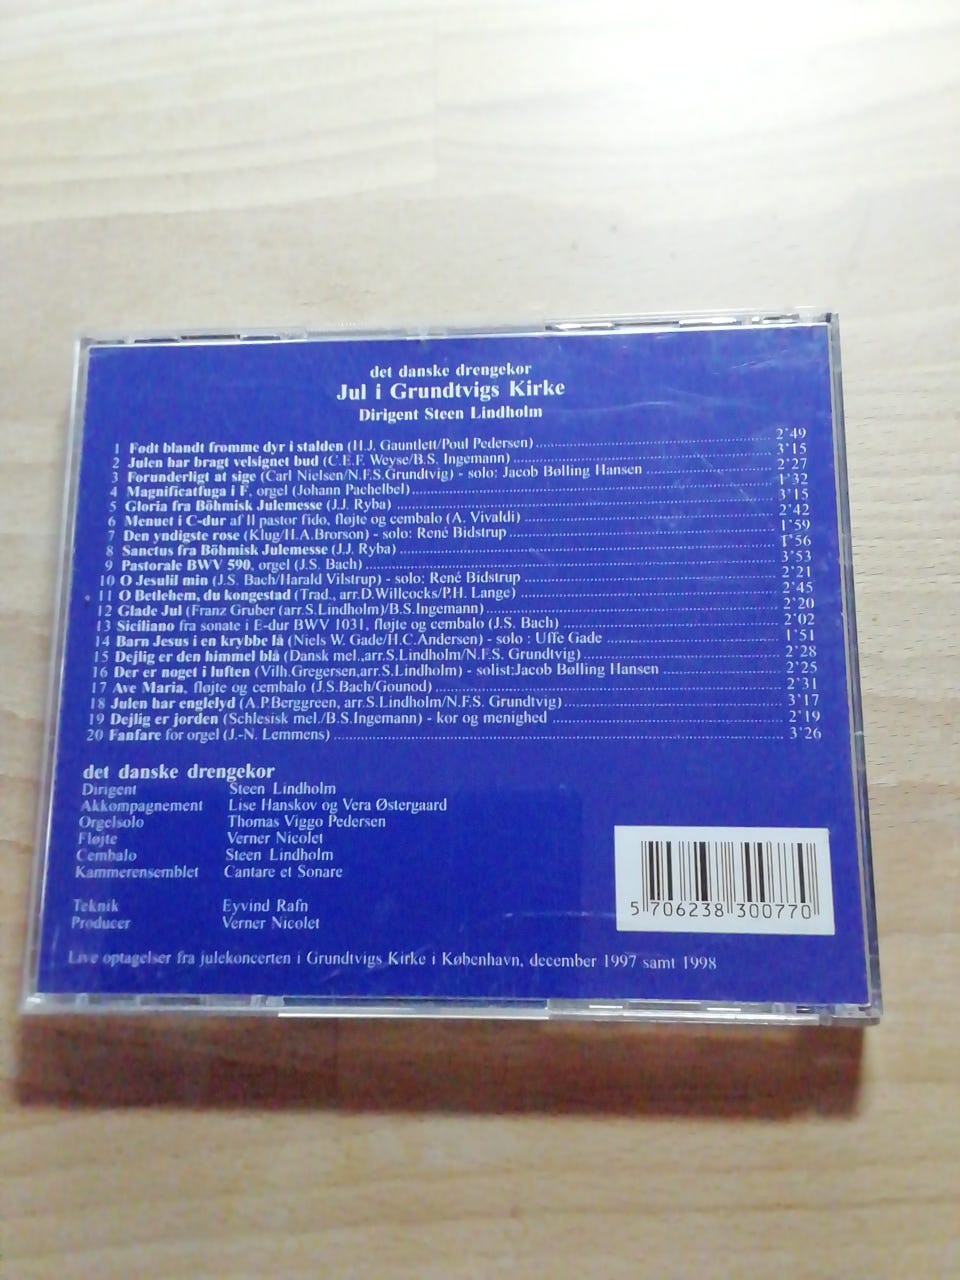 det danske drengekor
Jul i Grundtvigs Kirke
Dirigent Steen Lindholm
1 Født blandt fromme dyr i stalden (H.J. Gauntlett/Poul Pedersen) 2'49
2 Julen har bragt velsignet bud (C.E.F. Weyse/B.S. Ingemann) 3'15
3 Forunderligt at sige (Carl Nielsen/N.F.S.Grundtvig) - solo: Jacob Bølling Hansen 2'27
4 Magnificatfuga i F, orgel (Johann Pachelbel) 1'32
5 Gloria fra Böhmisk Julemesse (J.J. Ryba) 3'15
6 Menuet i C-dur af Il pastor fido, fløjte og cembalo (A. Vivaldi) 2'42
7 Den yndigste rose (Klug/H.A.Brorson) - solo: René Bidstrup 1'59
8 Sanctus fra Böhmisk Julemesse (J.J. Ryba) 1'56
9 Pastorale BWV 590, orgel (J.S. Bach) 3'53
10 O Jesulil min (J.S. Bach/Harald Vilstrup) - solo: René Bidstrup 2'21
11 O Betlehem, du kongestad (Trad., arr.D.Willcocks/P.H. Lange) 2'45
12 Glade Jul (Franz Gruber (arr.S.Lindholm)/B.S.Ingemann) 2'20
13 Siciliano fra sonate i E-dur BWV 1031, fløjte og cembalo (J.S. Bach) 2'02
14 Barn Jesus i en krybbe lå (Niels W. Gade/H.C.Andersen) - solo : Uffe Gade 1'51
15 Dejlig er den himmel blå (Dansk mel.,arr.S.Lindholm/N.F.S. Grundtvig) 2'28
16 Der er noget i luften (Vilh.Gregersen,arr.S.Lindholm) - solist:Jacob Bølling Hansen 2'25
17 Ave Maria, fløjte og cembalo (J.S.Bach/Gounod) 2'31
18 Julen har englelyd (A.P.Berggreen, arr.S.Lindholm/N.F.S. Grundtvig) 3'17
19 Dejlig er jorden (Schlesisk mel./B.S.Ingemann) - kor og menighed 2'19
20 Fanfare for orgel (J.-N. Lemmens) 3'26
det danske drengekor
Dirigent Steen Lindholm
Akkompagnement Lise Hanskov og Vera Østergaard
Orgelsolo Thomas Viggo Pedersen
Fløjte Verner Nicolet
Cembalo Steen Lindholm
Kammerensemblet Cantare et Sonare
Teknik Eyvind Rafn
Producer Verner Nicolet
5 706238 300770
Live optagelser fra julekoncerten i Grundtvigs Kirke i København, december 1997 samt 1998